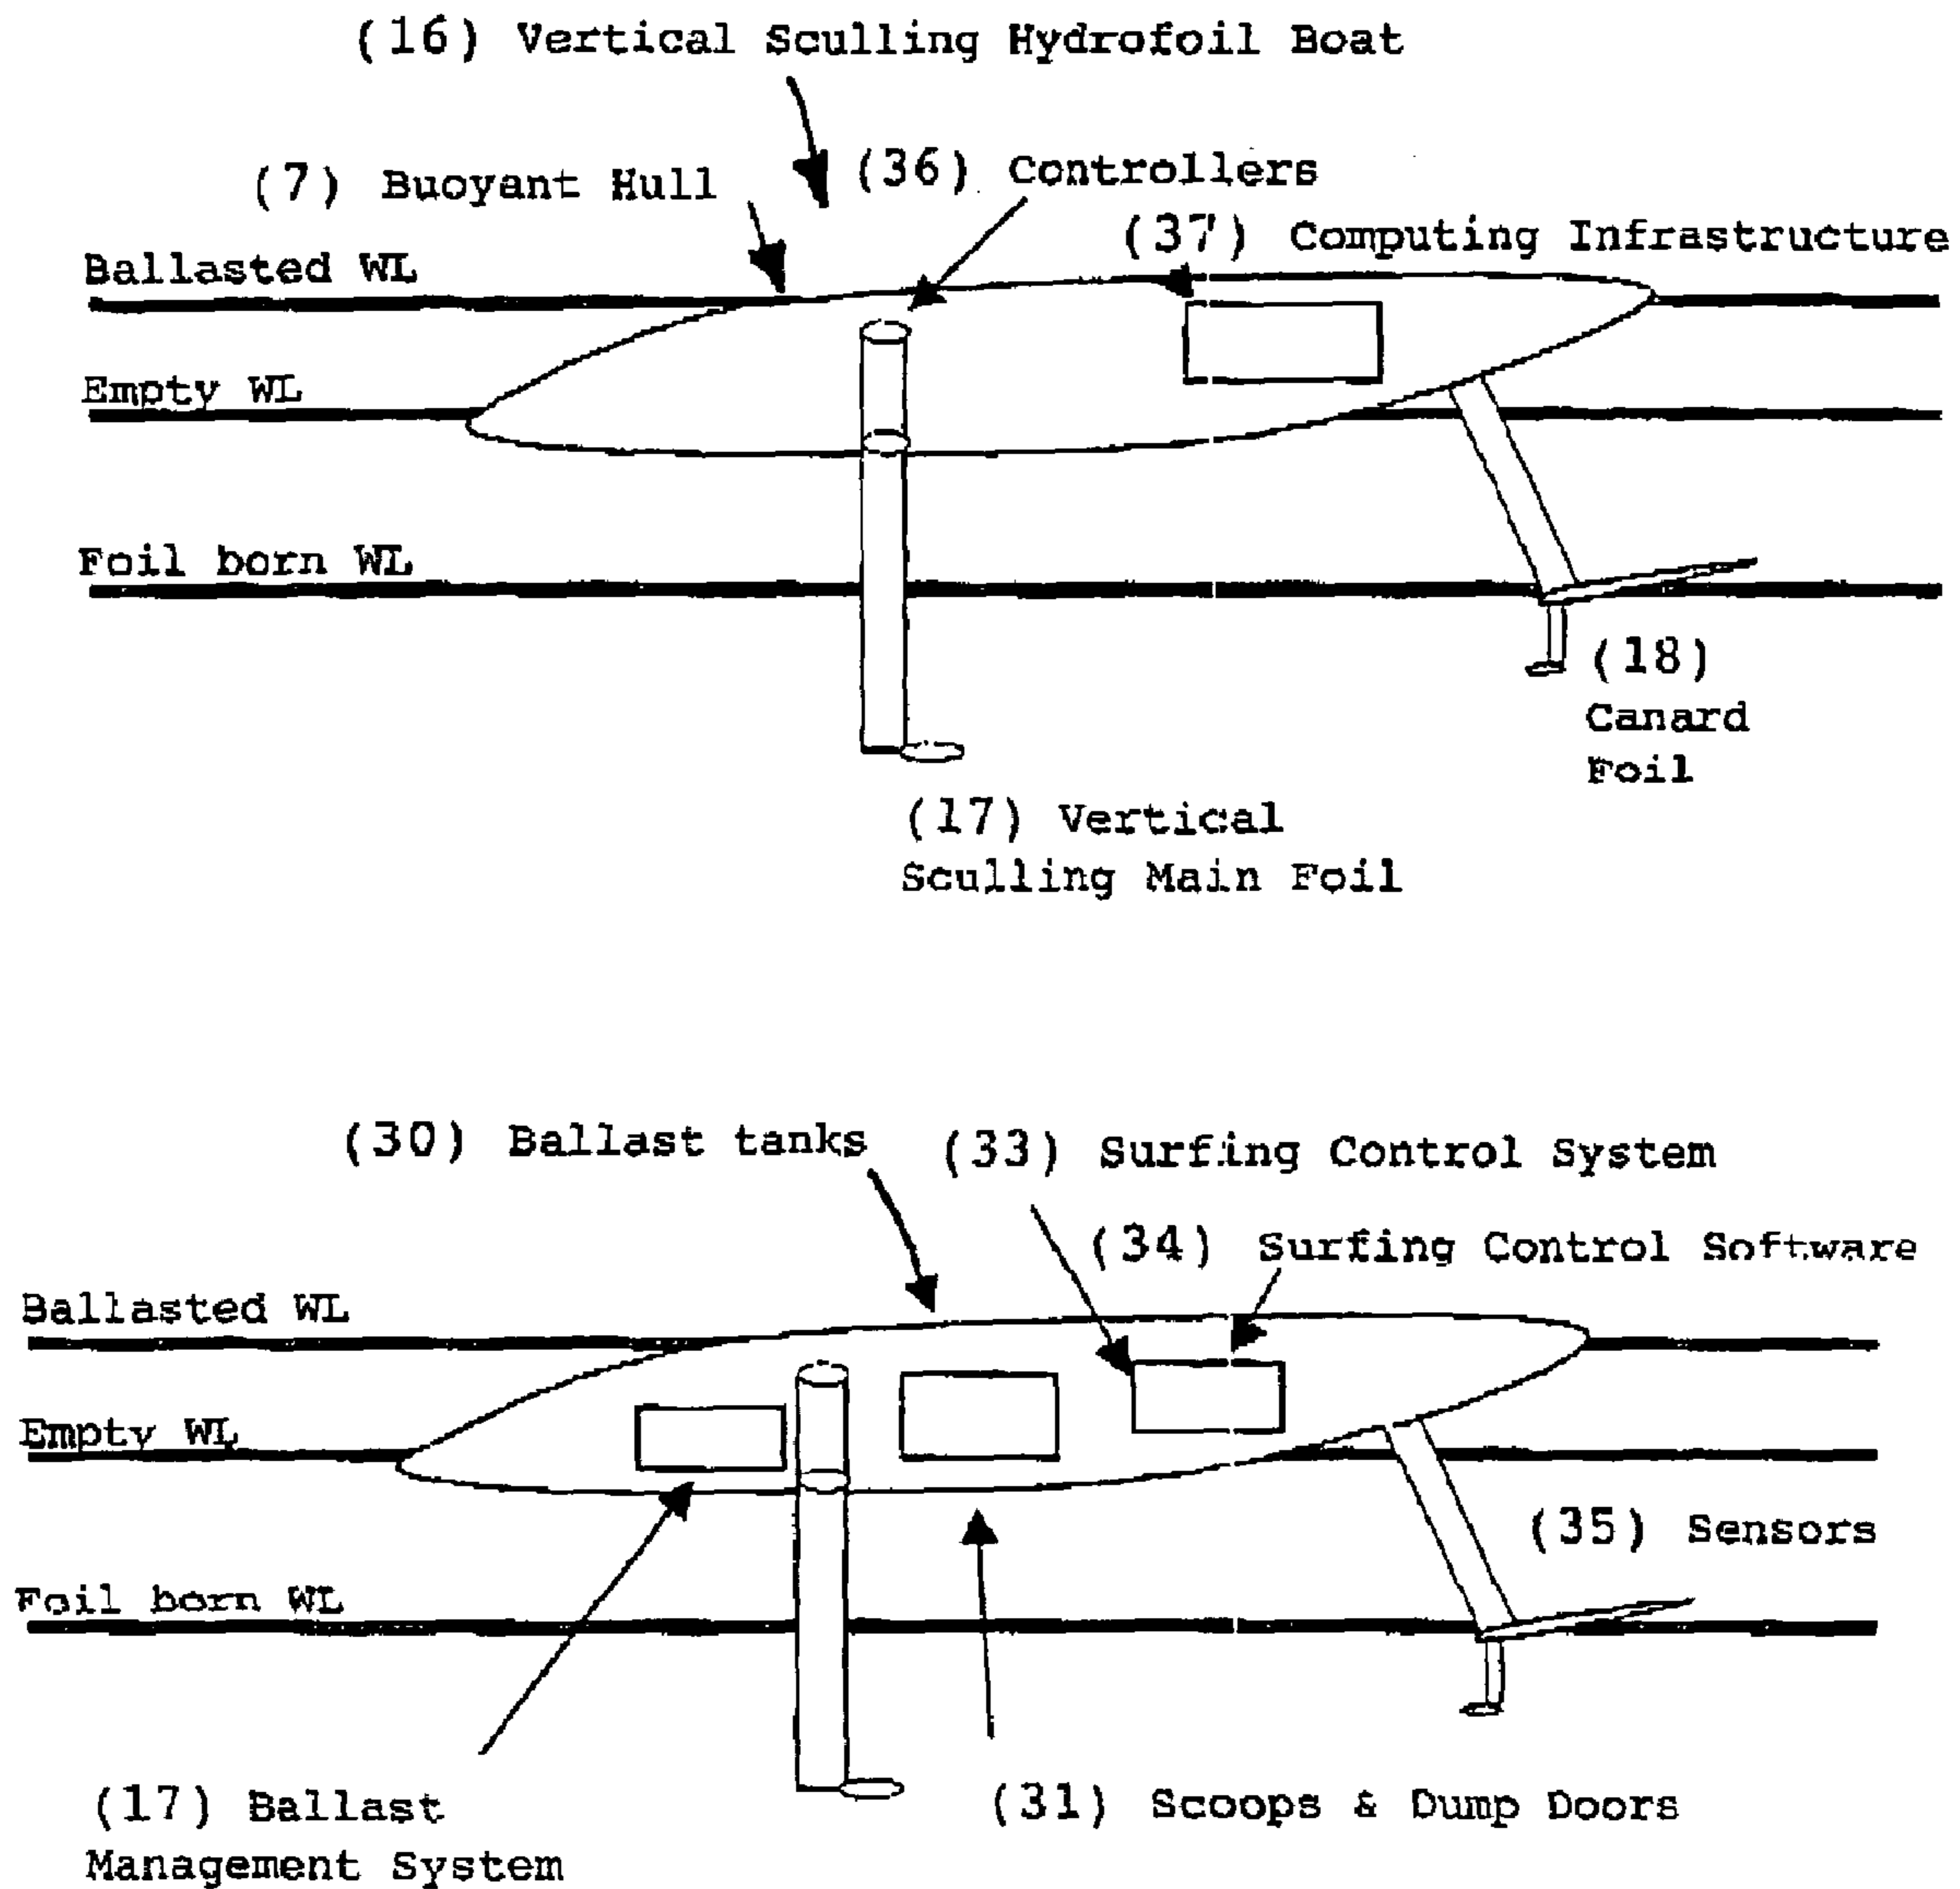 (16) Vertical Sculling Hydrofoil Boat
(7) Buoyant Hull
(36) Controllers
(37) Computing Infrastructure
Ballasted WL
Empty WL
Foil born WL
(18)
Canard
Foil
(17) Vertical
Sculling Main Foil
(30) Ballast tanks
(33) Surfing Control System
(34) Surfing Control Software
Ballasted WL
Empty WL
(35) Sensors
Foil born WL
(17) Ballast
Management System
(31) Scoops & Dump Doors